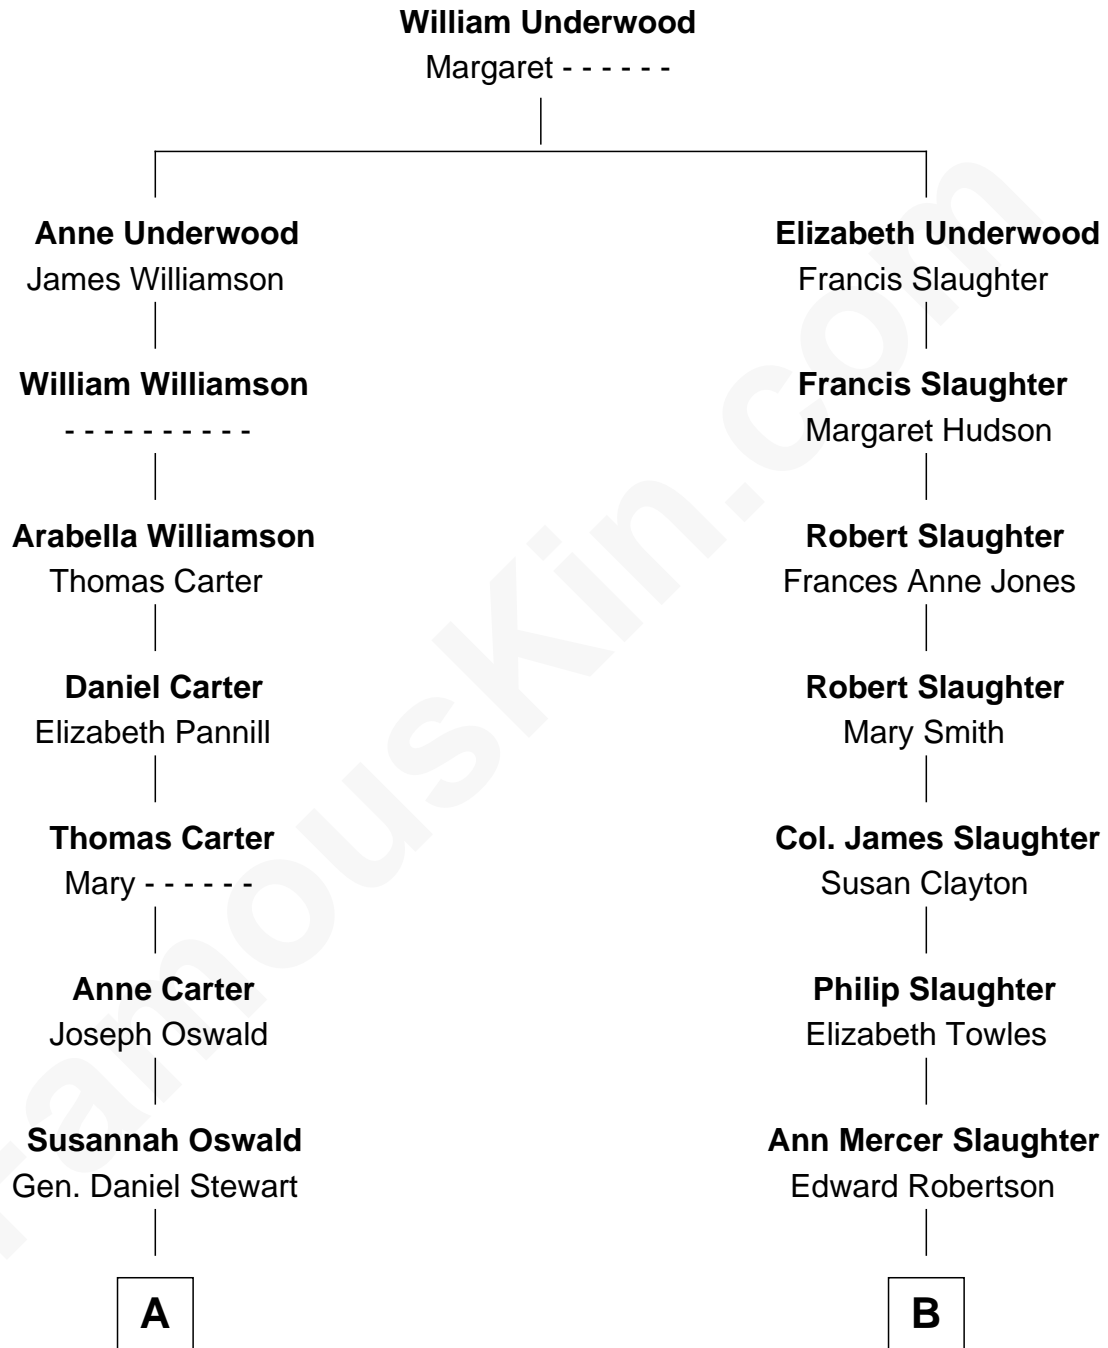 William Underwood
Margaret - - - - - -
Anne Underwood
James Williamson
William Williamson
- - - - - - - - - -
Arabella Williamson
Thomas Carter
Daniel Carter
Elizabeth Pannill
Thomas Carter
Mary - - - - - -
Anne Carter
Joseph Oswald
Susannah Oswald
Gen. Daniel Stewart
A
Elizabeth Underwood
Francis Slaughter
Francis Slaughter
Margaret Hudson
Robert Slaughter
Frances Anne Jones
Robert Slaughter
Mary Smith
Col. James Slaughter
Susan Clayton
Philip Slaughter
Elizabeth Towles
Ann Mercer Slaughter
Edward Robertson
B
FamousKin.com